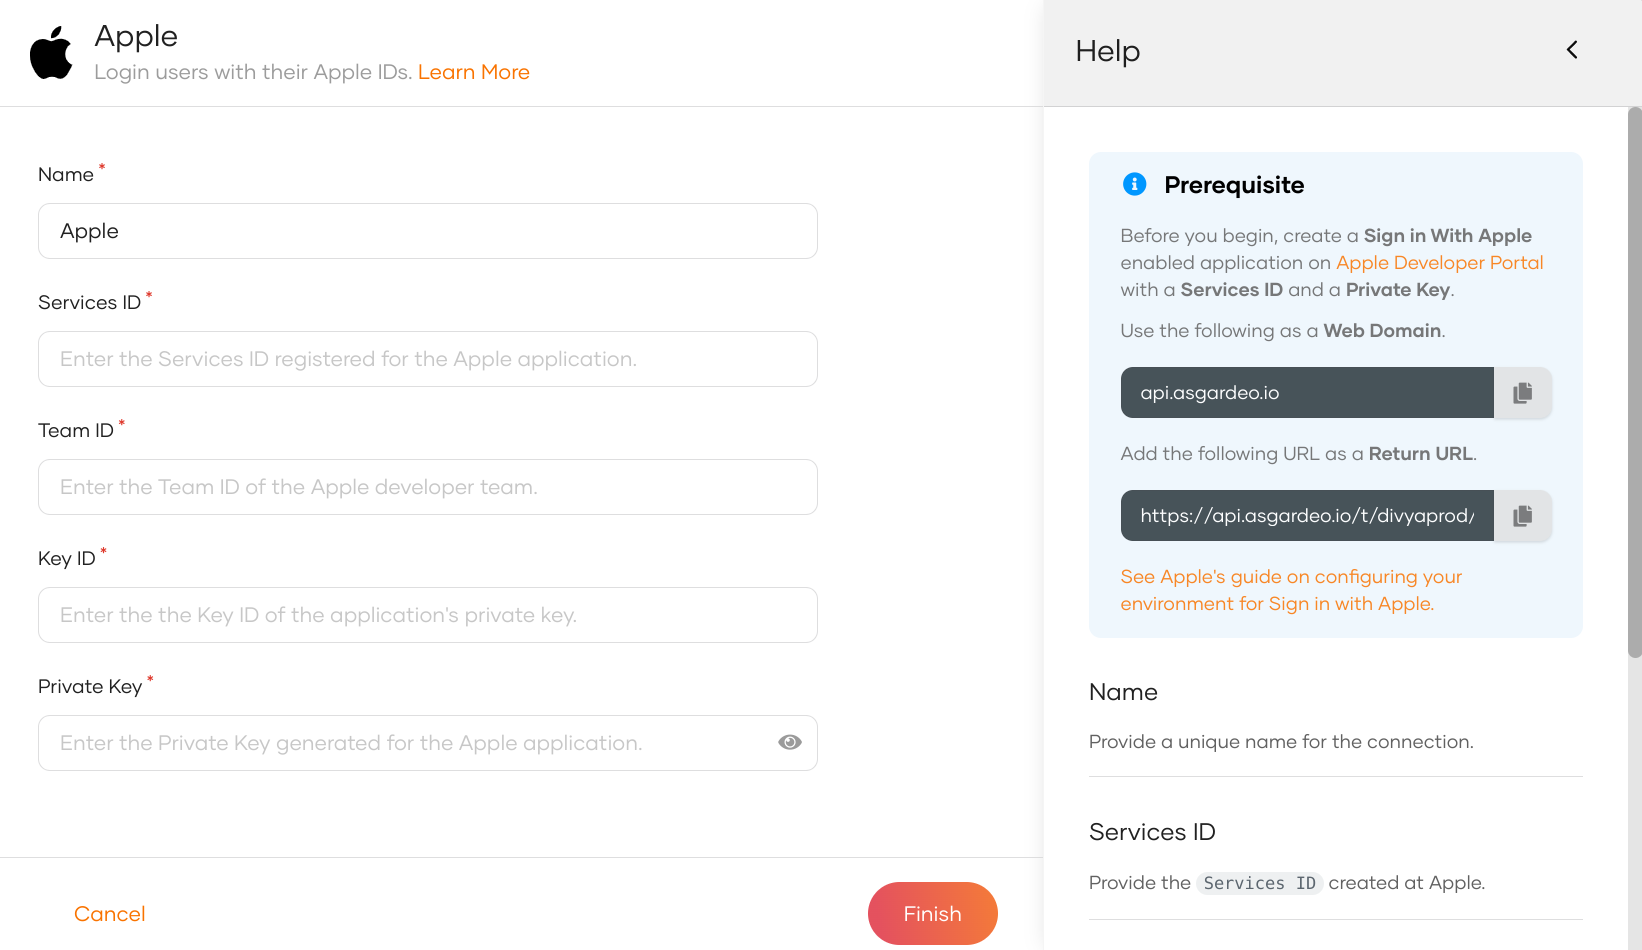 Apple
Login users with their Apple IDs. Learn More
Name *
Apple
Services ID *
Enter the Services ID registered for the Apple application.
Team ID *
Enter the Team ID of the Apple developer team.
Key ID *
Enter the the Key ID of the application's private key.
Private Key *
Enter the Private Key generated for the Apple application.
Cancel
Finish
Help
Prerequisite
Before you begin, create a Sign in With Apple
enabled application on Apple Developer Portal
with a Services ID and a Private Key.
Use the following as a Web Domain.
api.asgardeo.io
Add the following URL as a Return URL.
https://api.asgardeo.io/t/divyaprod/
See Apple's guide on configuring your
environment for Sign in with Apple.
Name
Provide a unique name for the connection.
Services ID
Provide the Services ID created at Apple.